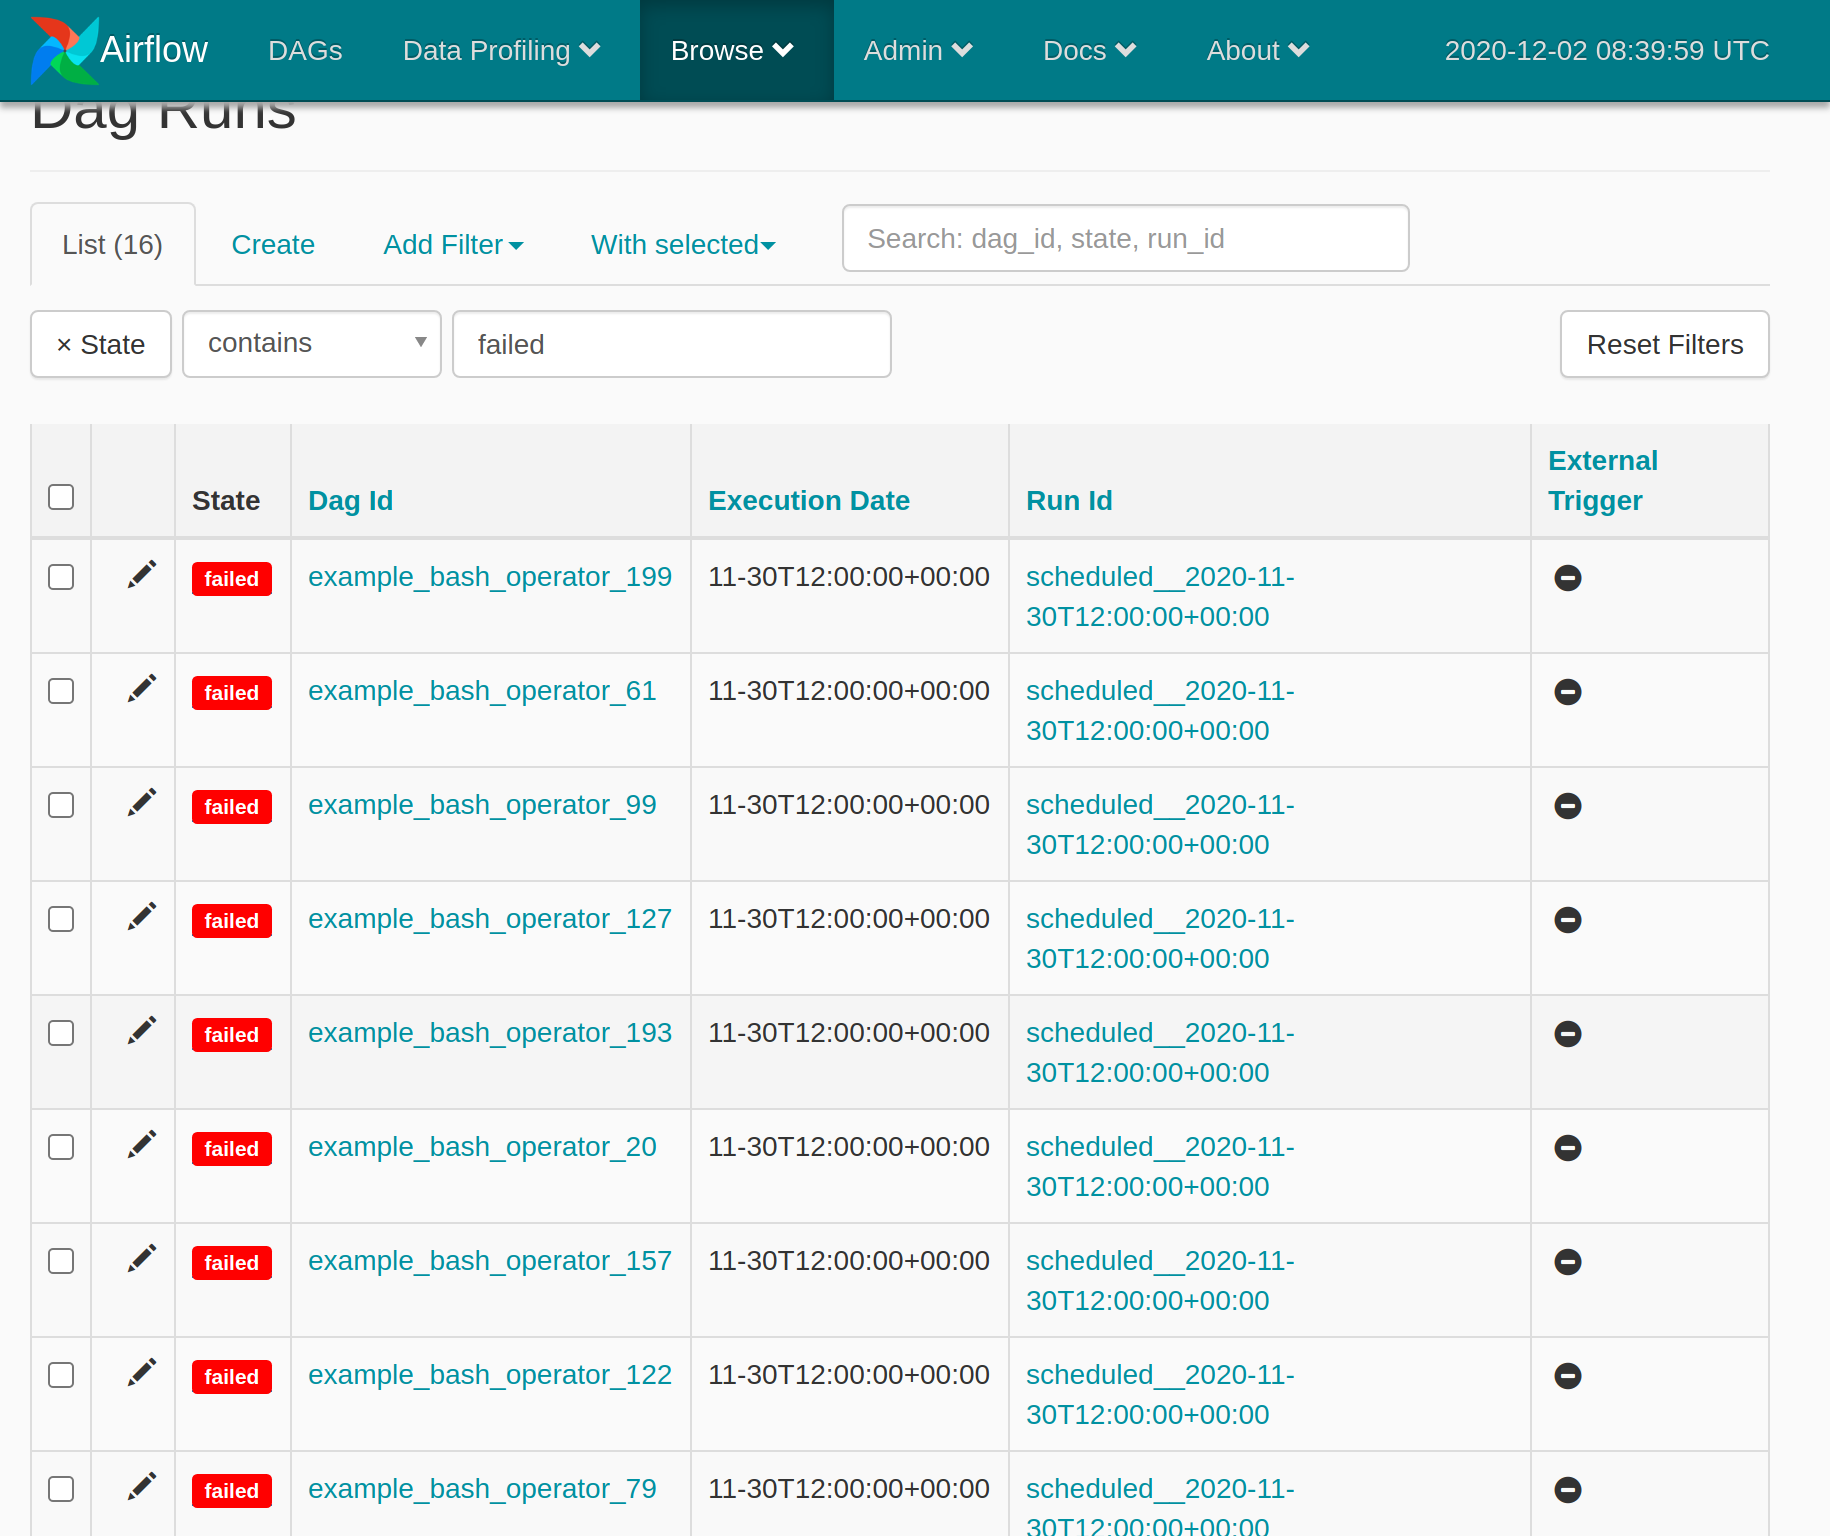 Airflow DAGs Data Profiling Browse Admin Docs About 2020-12-02 08:39:59 UTC
Dag Runs
List (16) Create Add Filter With selected Search: dag_id, state, run_id
× State contains failed Reset Filters
External
State Dag Id Execution Date Run Id Trigger
failed example_bash_operator_199 11-30T12:00:00+00:00 scheduled__2020-11-
30T12:00:00+00:00
failed example_bash_operator_61 11-30T12:00:00+00:00 scheduled__2020-11-
30T12:00:00+00:00
failed example_bash_operator_99 11-30T12:00:00+00:00 scheduled__2020-11-
30T12:00:00+00:00
failed example_bash_operator_127 11-30T12:00:00+00:00 scheduled__2020-11-
30T12:00:00+00:00
failed example_bash_operator_193 11-30T12:00:00+00:00 scheduled__2020-11-
30T12:00:00+00:00
failed example_bash_operator_20 11-30T12:00:00+00:00 scheduled__2020-11-
30T12:00:00+00:00
failed example_bash_operator_157 11-30T12:00:00+00:00 scheduled__2020-11-
30T12:00:00+00:00
failed example_bash_operator_122 11-30T12:00:00+00:00 scheduled__2020-11-
30T12:00:00+00:00
failed example_bash_operator_79 11-30T12:00:00+00:00 scheduled__2020-11-
30T12:00:00+00:00